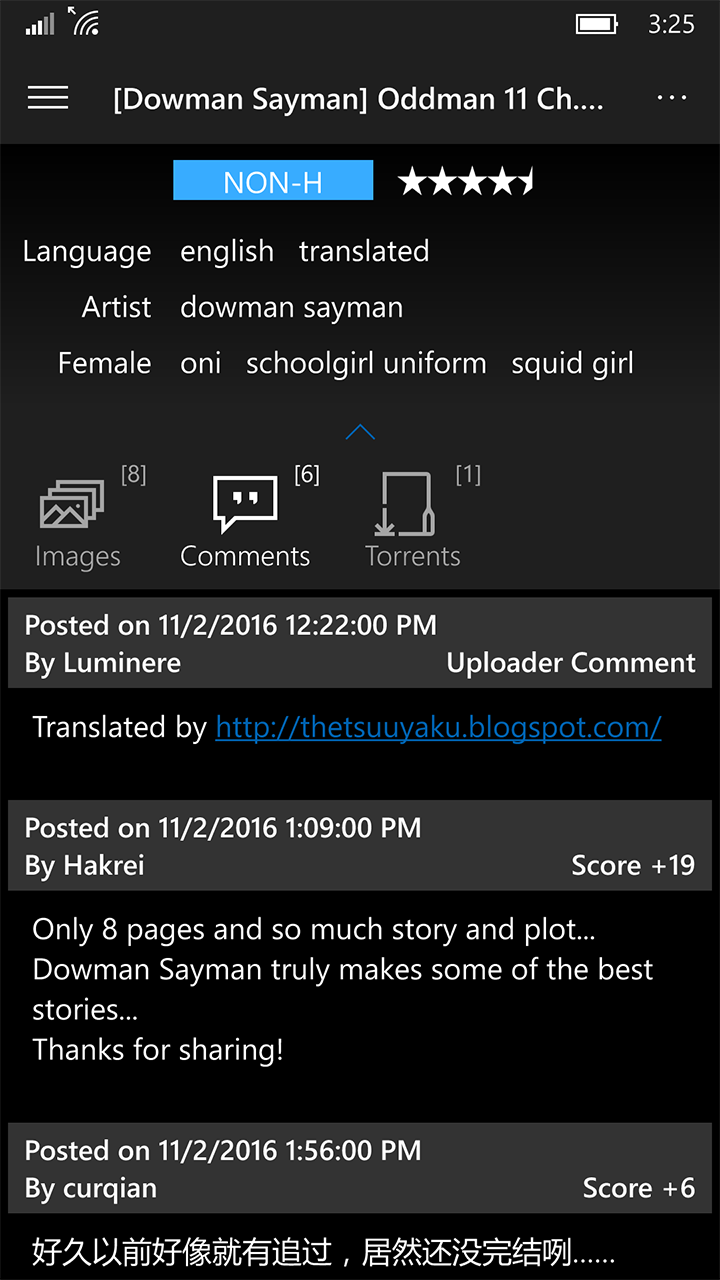 3:25
[Dowman Sayman] Oddman 11 Ch....
NON-H
Language english translated
Artist dowman sayman
Female oni schoolgirl uniform squid girl
[8] [6] [1]
Images Comments Torrents
Posted on 11/2/2016 12:22:00 PM
By Luminere Uploader Comment
Translated by http://thetsuuyaku.blogspot.com/
Posted on 11/2/2016 1:09:00 PM
By Hakrei Score +19
Only 8 pages and so much story and plot...
Dowman Sayman truly makes some of the best
stories...
Thanks for sharing!
Posted on 11/2/2016 1:56:00 PM
By curqian Score +6
好久以前好像就有追过，居然还没完结咧......